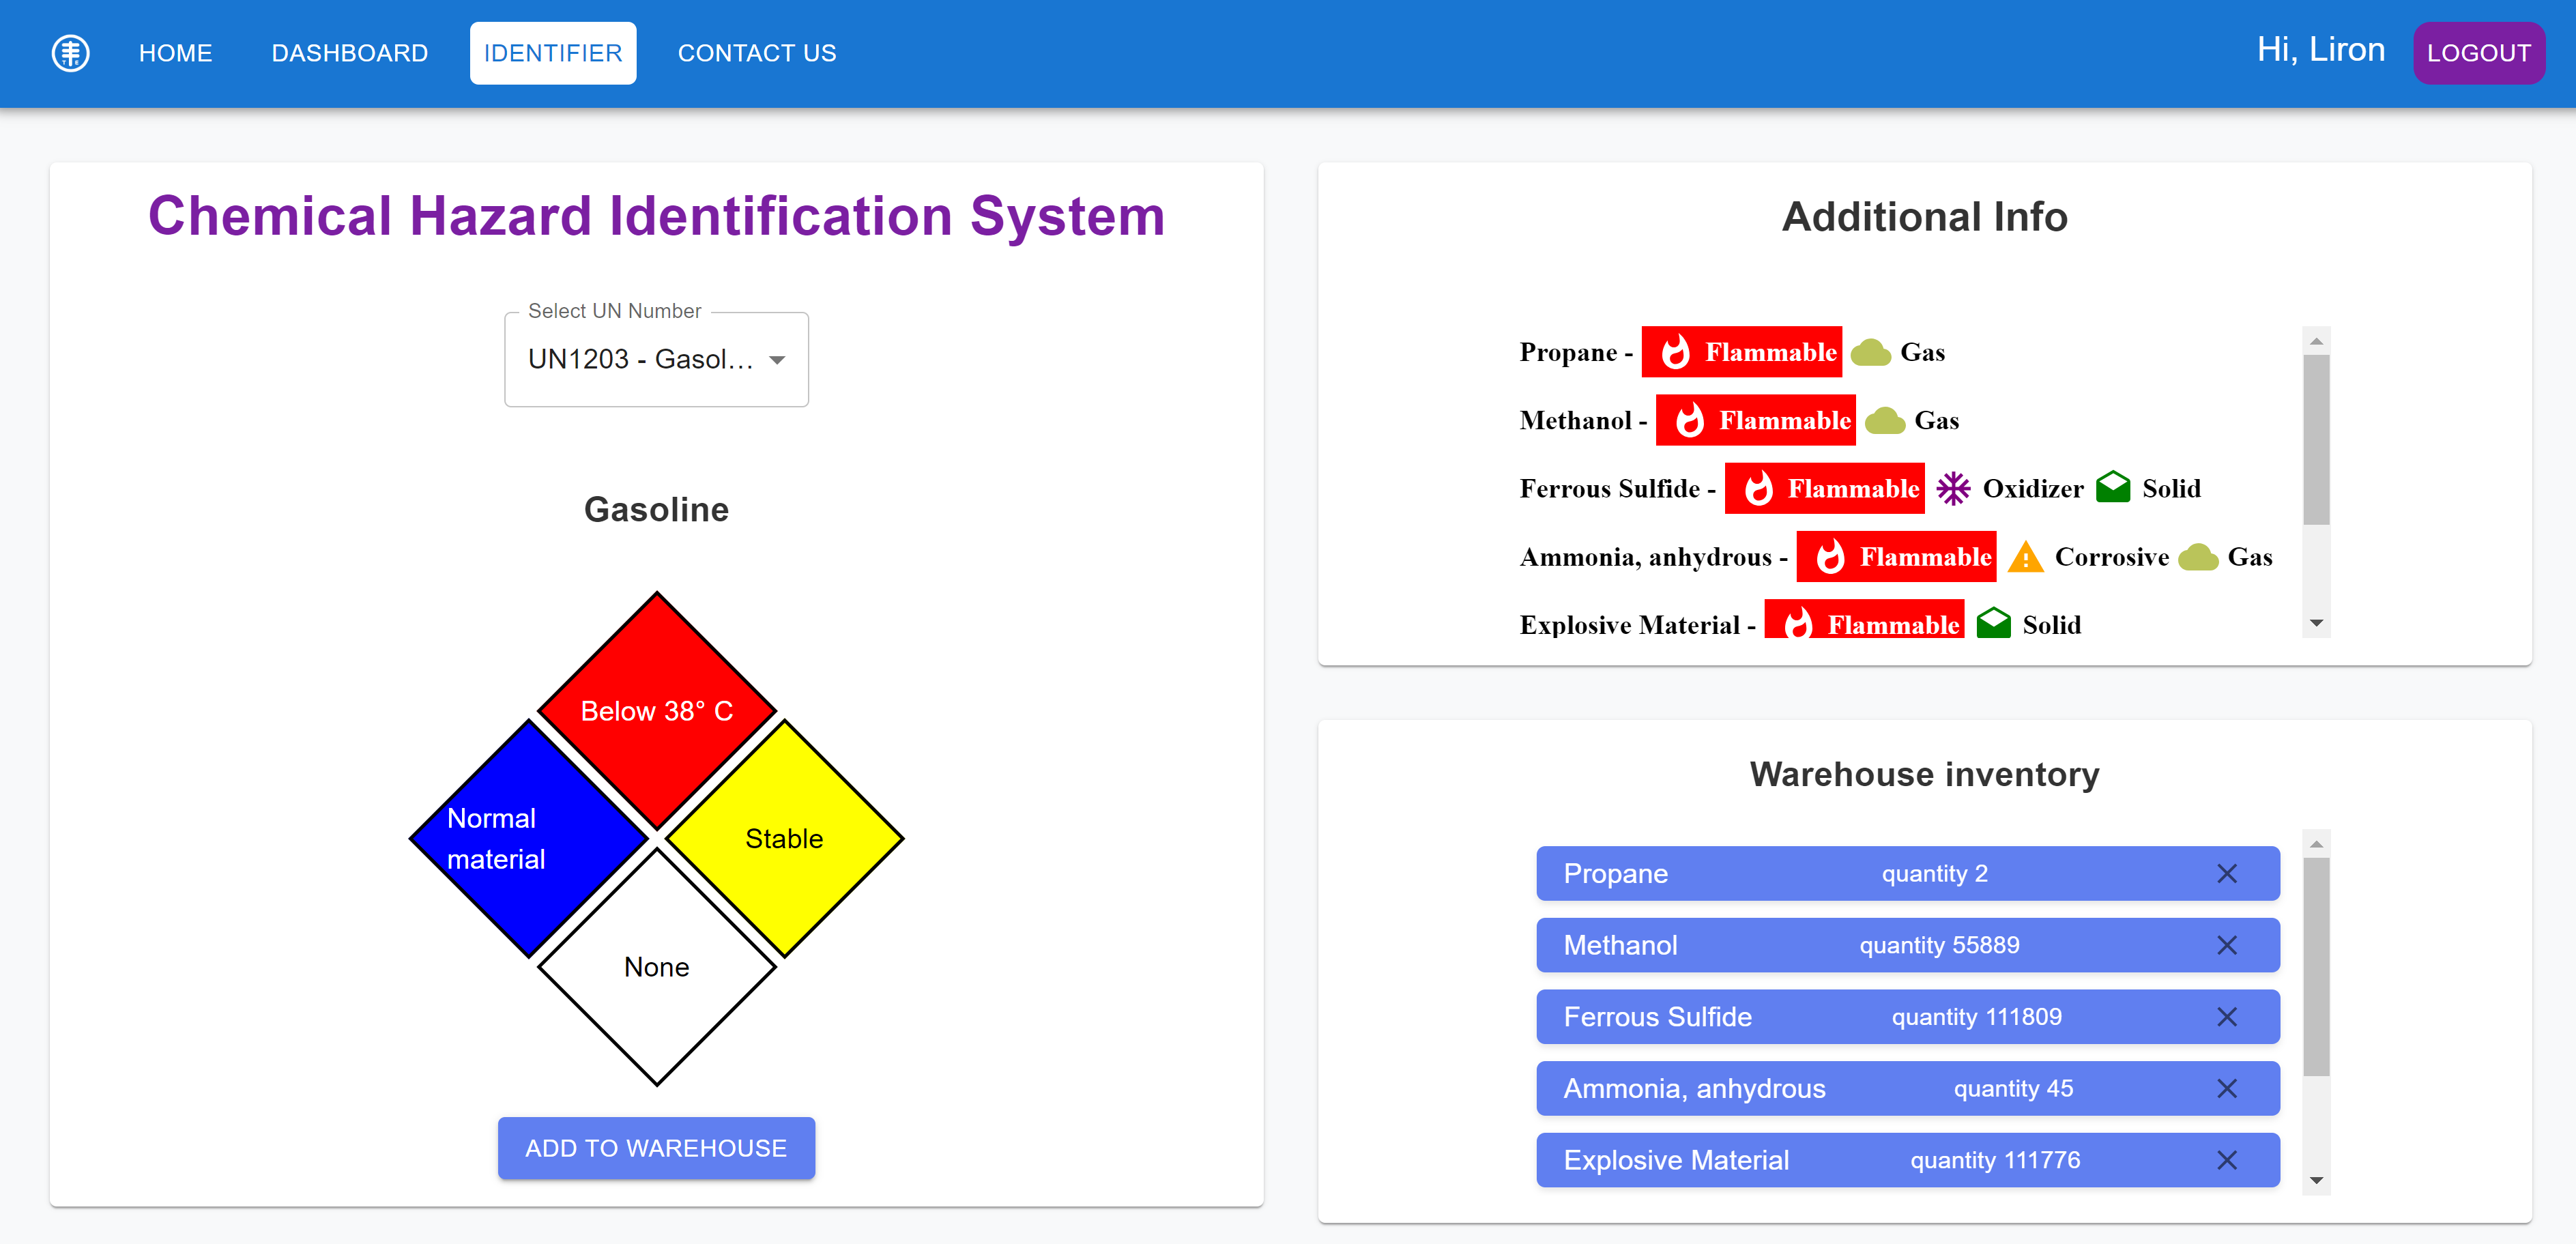 HOME DASHBOARD IDENTIFIER CONTACT US Hi, Liron LOGOUT
Chemical Hazard Identification System
Select UN Number
UN1203 - Gasol...
Gasoline
Below 38° C
Normal
material
Stable
None
ADD TO WAREHOUSE
Additional Info
Propane - Flammable Gas
Methanol - Flammable Gas
Ferrous Sulfide - Flammable Oxidizer Solid
Ammonia, anhydrous - Flammable Corrosive Gas
Explosive Material - Flammable Solid
Warehouse inventory
Propane quantity 2
Methanol quantity 55889
Ferrous Sulfide quantity 111809
Ammonia, anhydrous quantity 45
Explosive Material quantity 111776